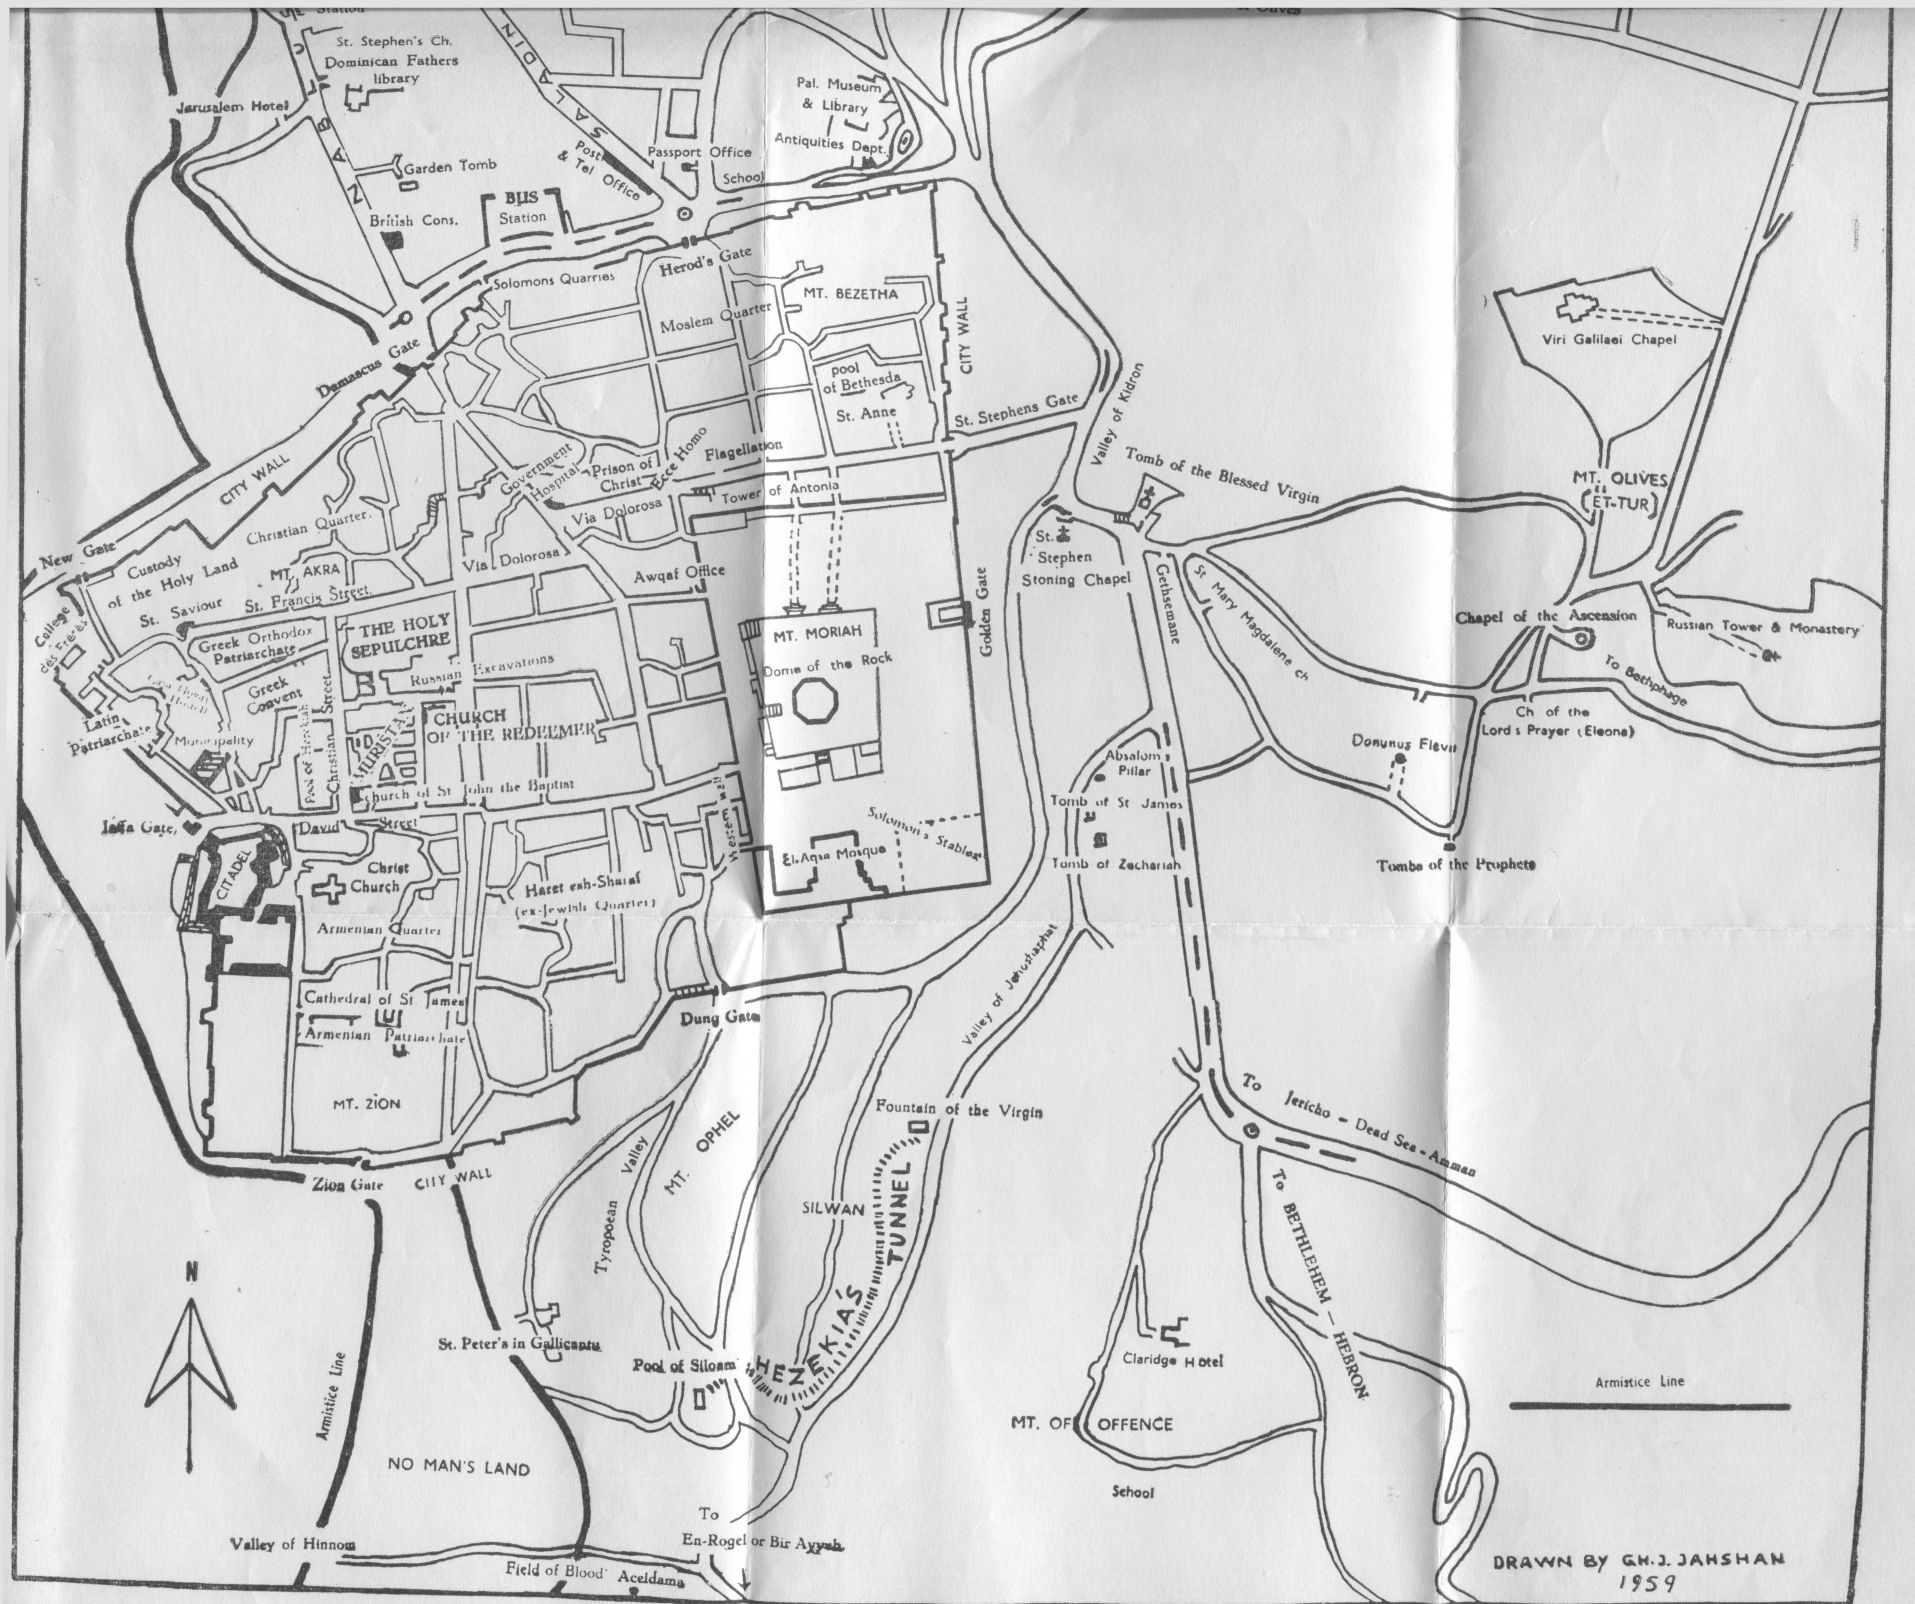 Station
St. Stephen's Ch.
Dominican Fathers
library
Jerusalem Hotel
NAB
SALADIN
Pal. Museum
& Library
Antiquities Dept.
Post
& Tel Office
Passport Office
School
Garden Tomb
BUS
Station
British Cons.
Herod's Gate
Solomons Quarries
MT. BEZETHA
Moslem Quarter
CITY WALL
Damascus Gate
pool
of Bethesda
St. Anne
St. Stephens Gate
Valley of Kidron
Viri Galilaei Chapel
CITY WALL
Government
Hospital
Prison of
Christ
Ecce Homo
Flagellation
Tower of Antonia
Via Dolorosa
Tomb of the Blessed Virgin
MT. OLIVES
(ET-TUR)
Christian Quarter.
New Gate
Custody
of the Holy Land
MT. AKRA
Via Dolorosa
Awqaf Office
St.
Stephen
Stoning Chapel
Gethsemane
St Mary Magdalene ch
Golden Gate
College
des Freres
St. Saviour
St. Francis Street.
Greek Orthodox
Patriarchate
THE HOLY
SEPULCHRE
MT. MORIAH
Dome of the Rock
Chapel of the Ascension
Russian Tower & Monastery
To Bethphage
Russian Excavations
Greek
Convent
Latin
Patriarchate
Municipality
Christian Street
MURISTAN
CHURCH
OF THE REDEEMER
Ch of the
Lord s Prayer (Eleona)
Dominus Flevit
Absalom s
Pillar
Church of St John the Baptist
Tomb of St James
Jaffa Gate,
David Street
Western Wall
Solomon s Stables
El.Aqsa Mosque
Tomb of Zechariah
Tombs of the Prophets
CITADEL
Christ
Church
Haret esh-Sharaf
(ex-Jewish Quarter)
Armenian Quarter
Valley of Jehoshaphat
Cathedral of St. James
Armenian Patriarchate
Dung Gate
MT. ZION
To Jericho - Dead Sea - Amman
Fountain of the Virgin
MT. OPHEL
Tyropoean Valley
Zion Gate
CITY WALL
SILWAN
HEZEKIA'S TUNNEL
To BETHLEHEM — HEBRON
N
St. Peter's in Gallicantu
Pool of Siloam
Claridge Hotel
Armistice Line
Armistice Line
MT. OF OFFENCE
NO MAN'S LAND
School
To
En-Rogel or Bir Ayyub
Valley of Hinnom
Field of Blood Aceldama
DRAWN BY GH.J. JAHSHAN
1959